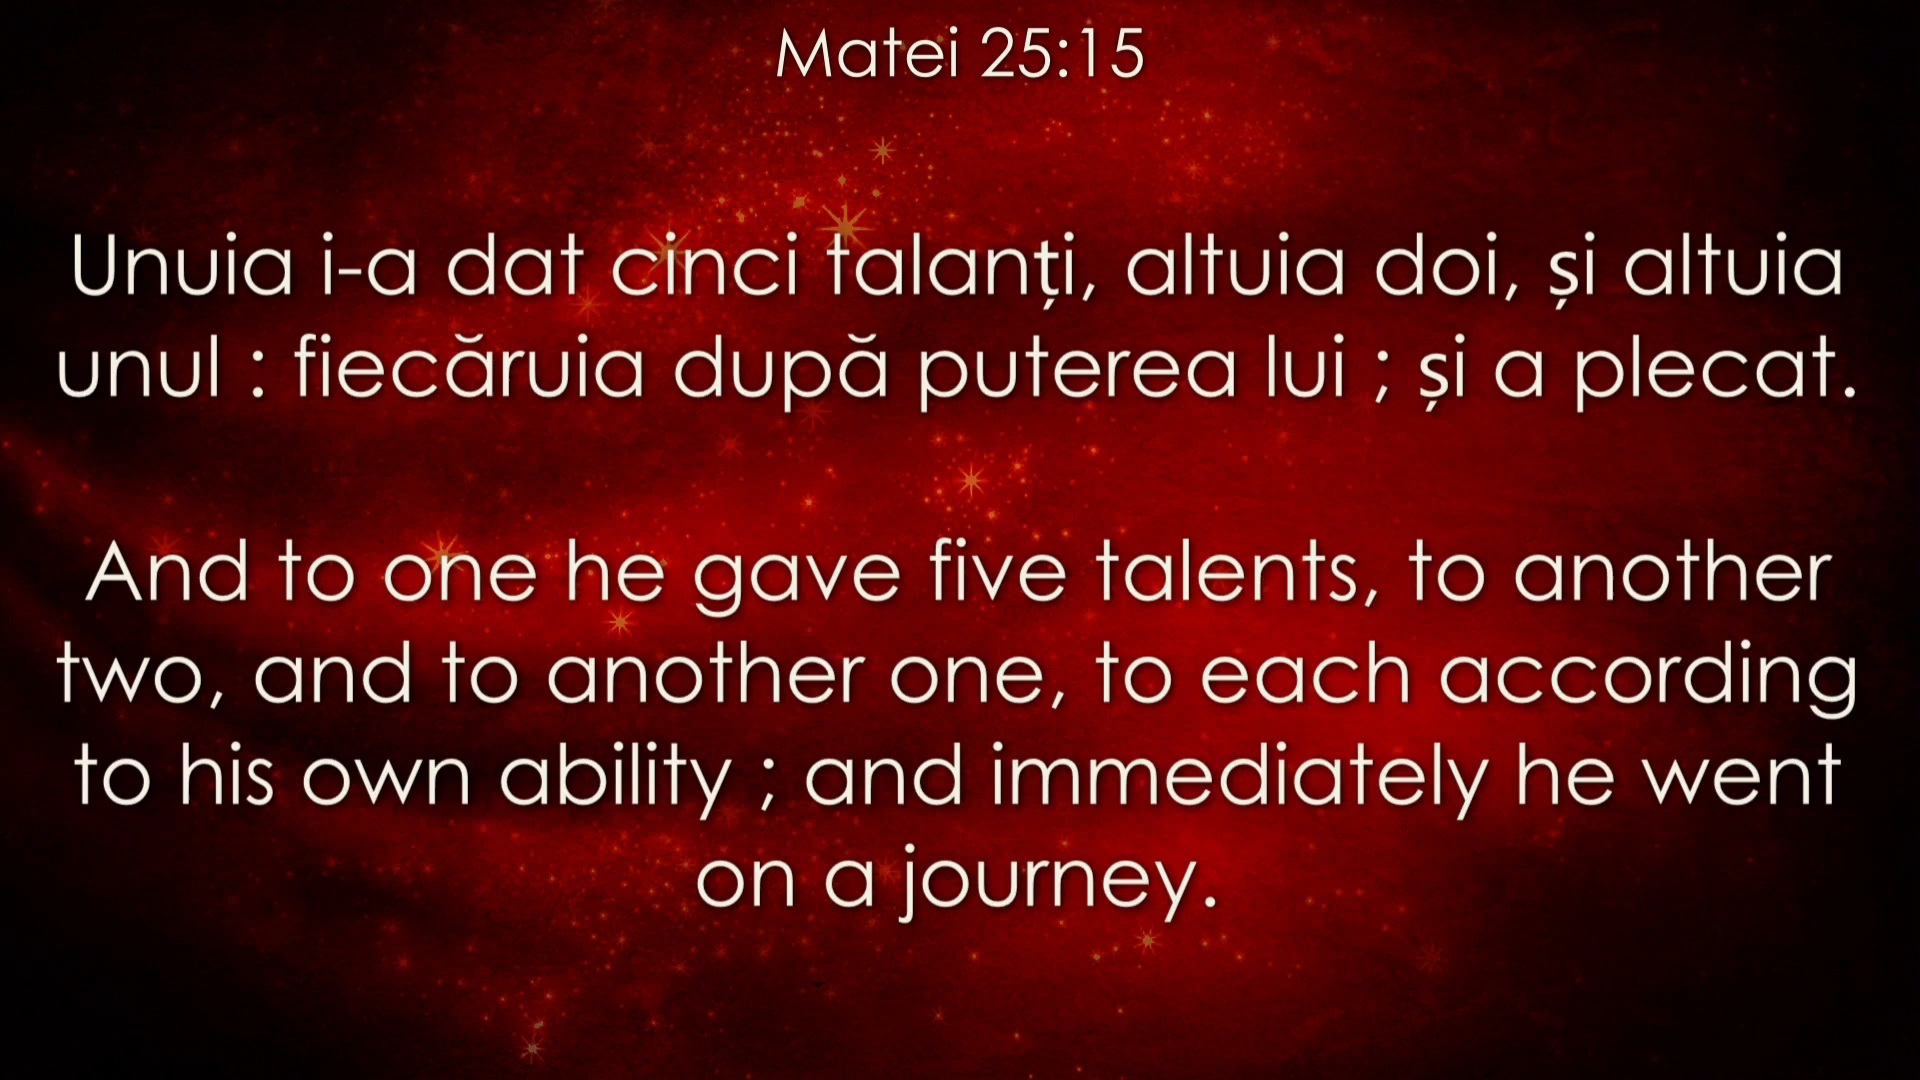 Matei 25:15
Unuia i-a dat cinci talanți, altuia doi, și altuia
unul : fiecăruia după puterea lui ; și a plecat.
And to one he gave five talents, to another
two, and to another one, to each according
to his own ability ; and immediately he went
on a journey.